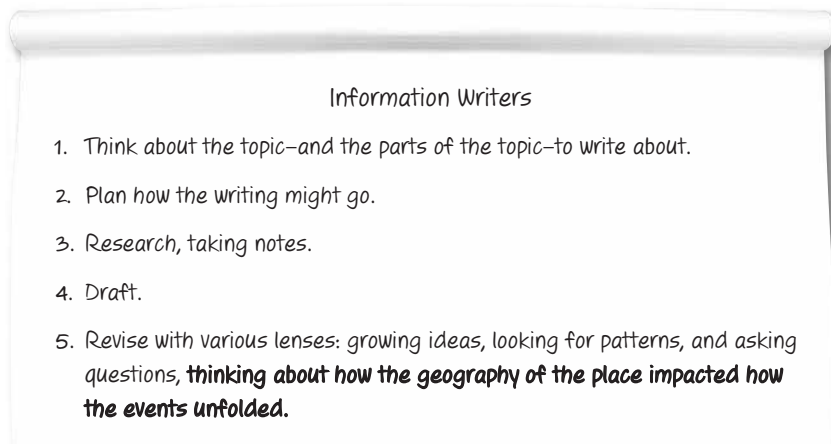 Information Writers
1. Think about the topic–and the parts of the topic–to write about.
2. Plan how the writing might go.
3. Research, taking notes.
4. Draft.
5. Revise with various lenses: growing ideas, looking for patterns, and asking
questions, thinking about how the geography of the place impacted how
the events unfolded.